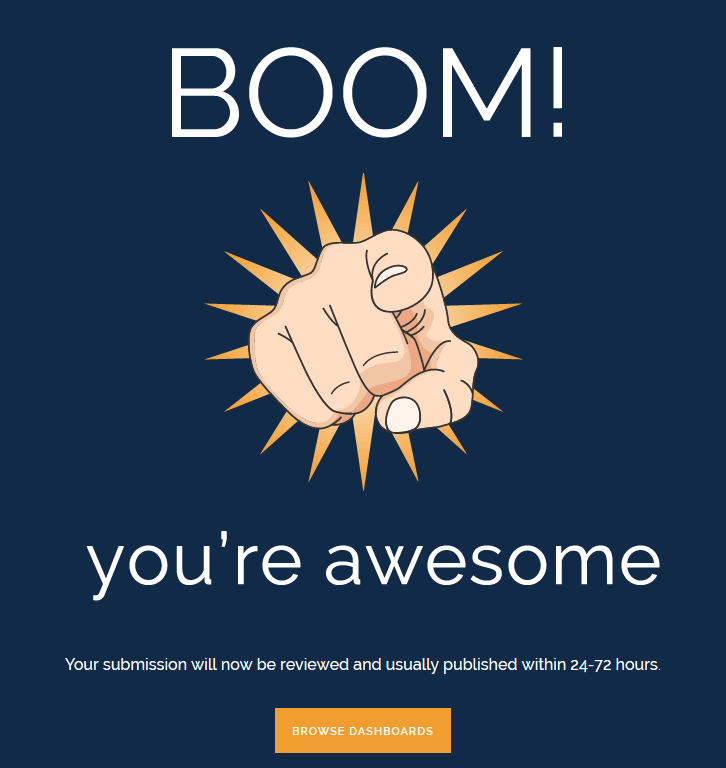 BOOM!
you’re awesome
Your submission will now be reviewed and usually published within 24-72 hours.
BROWSE DASHBOARDS